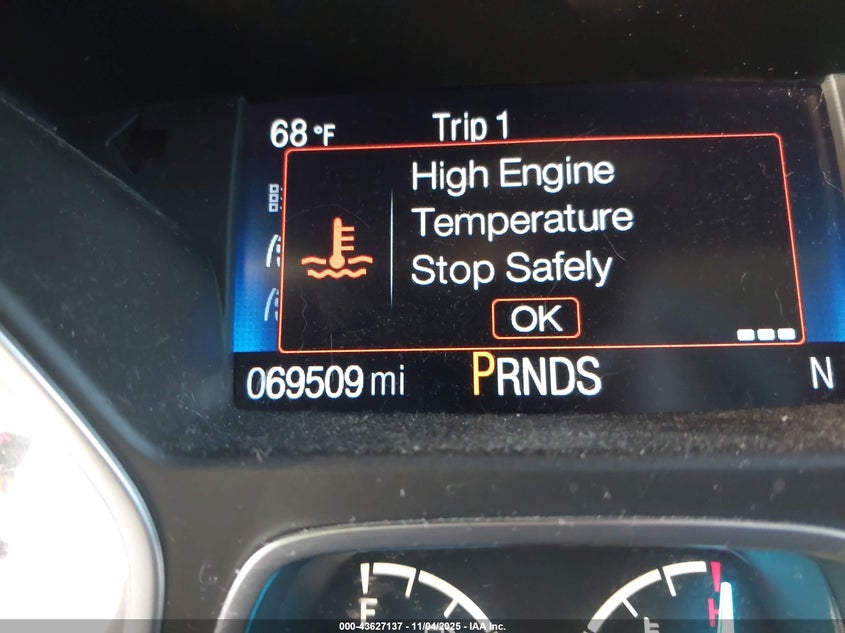 68 °F Trip 1
High Engine
Temperature
Stop Safely
OK
069509 mi PRNDS N
F H
000-43627137 - 11/04/2025 - IAA Inc.